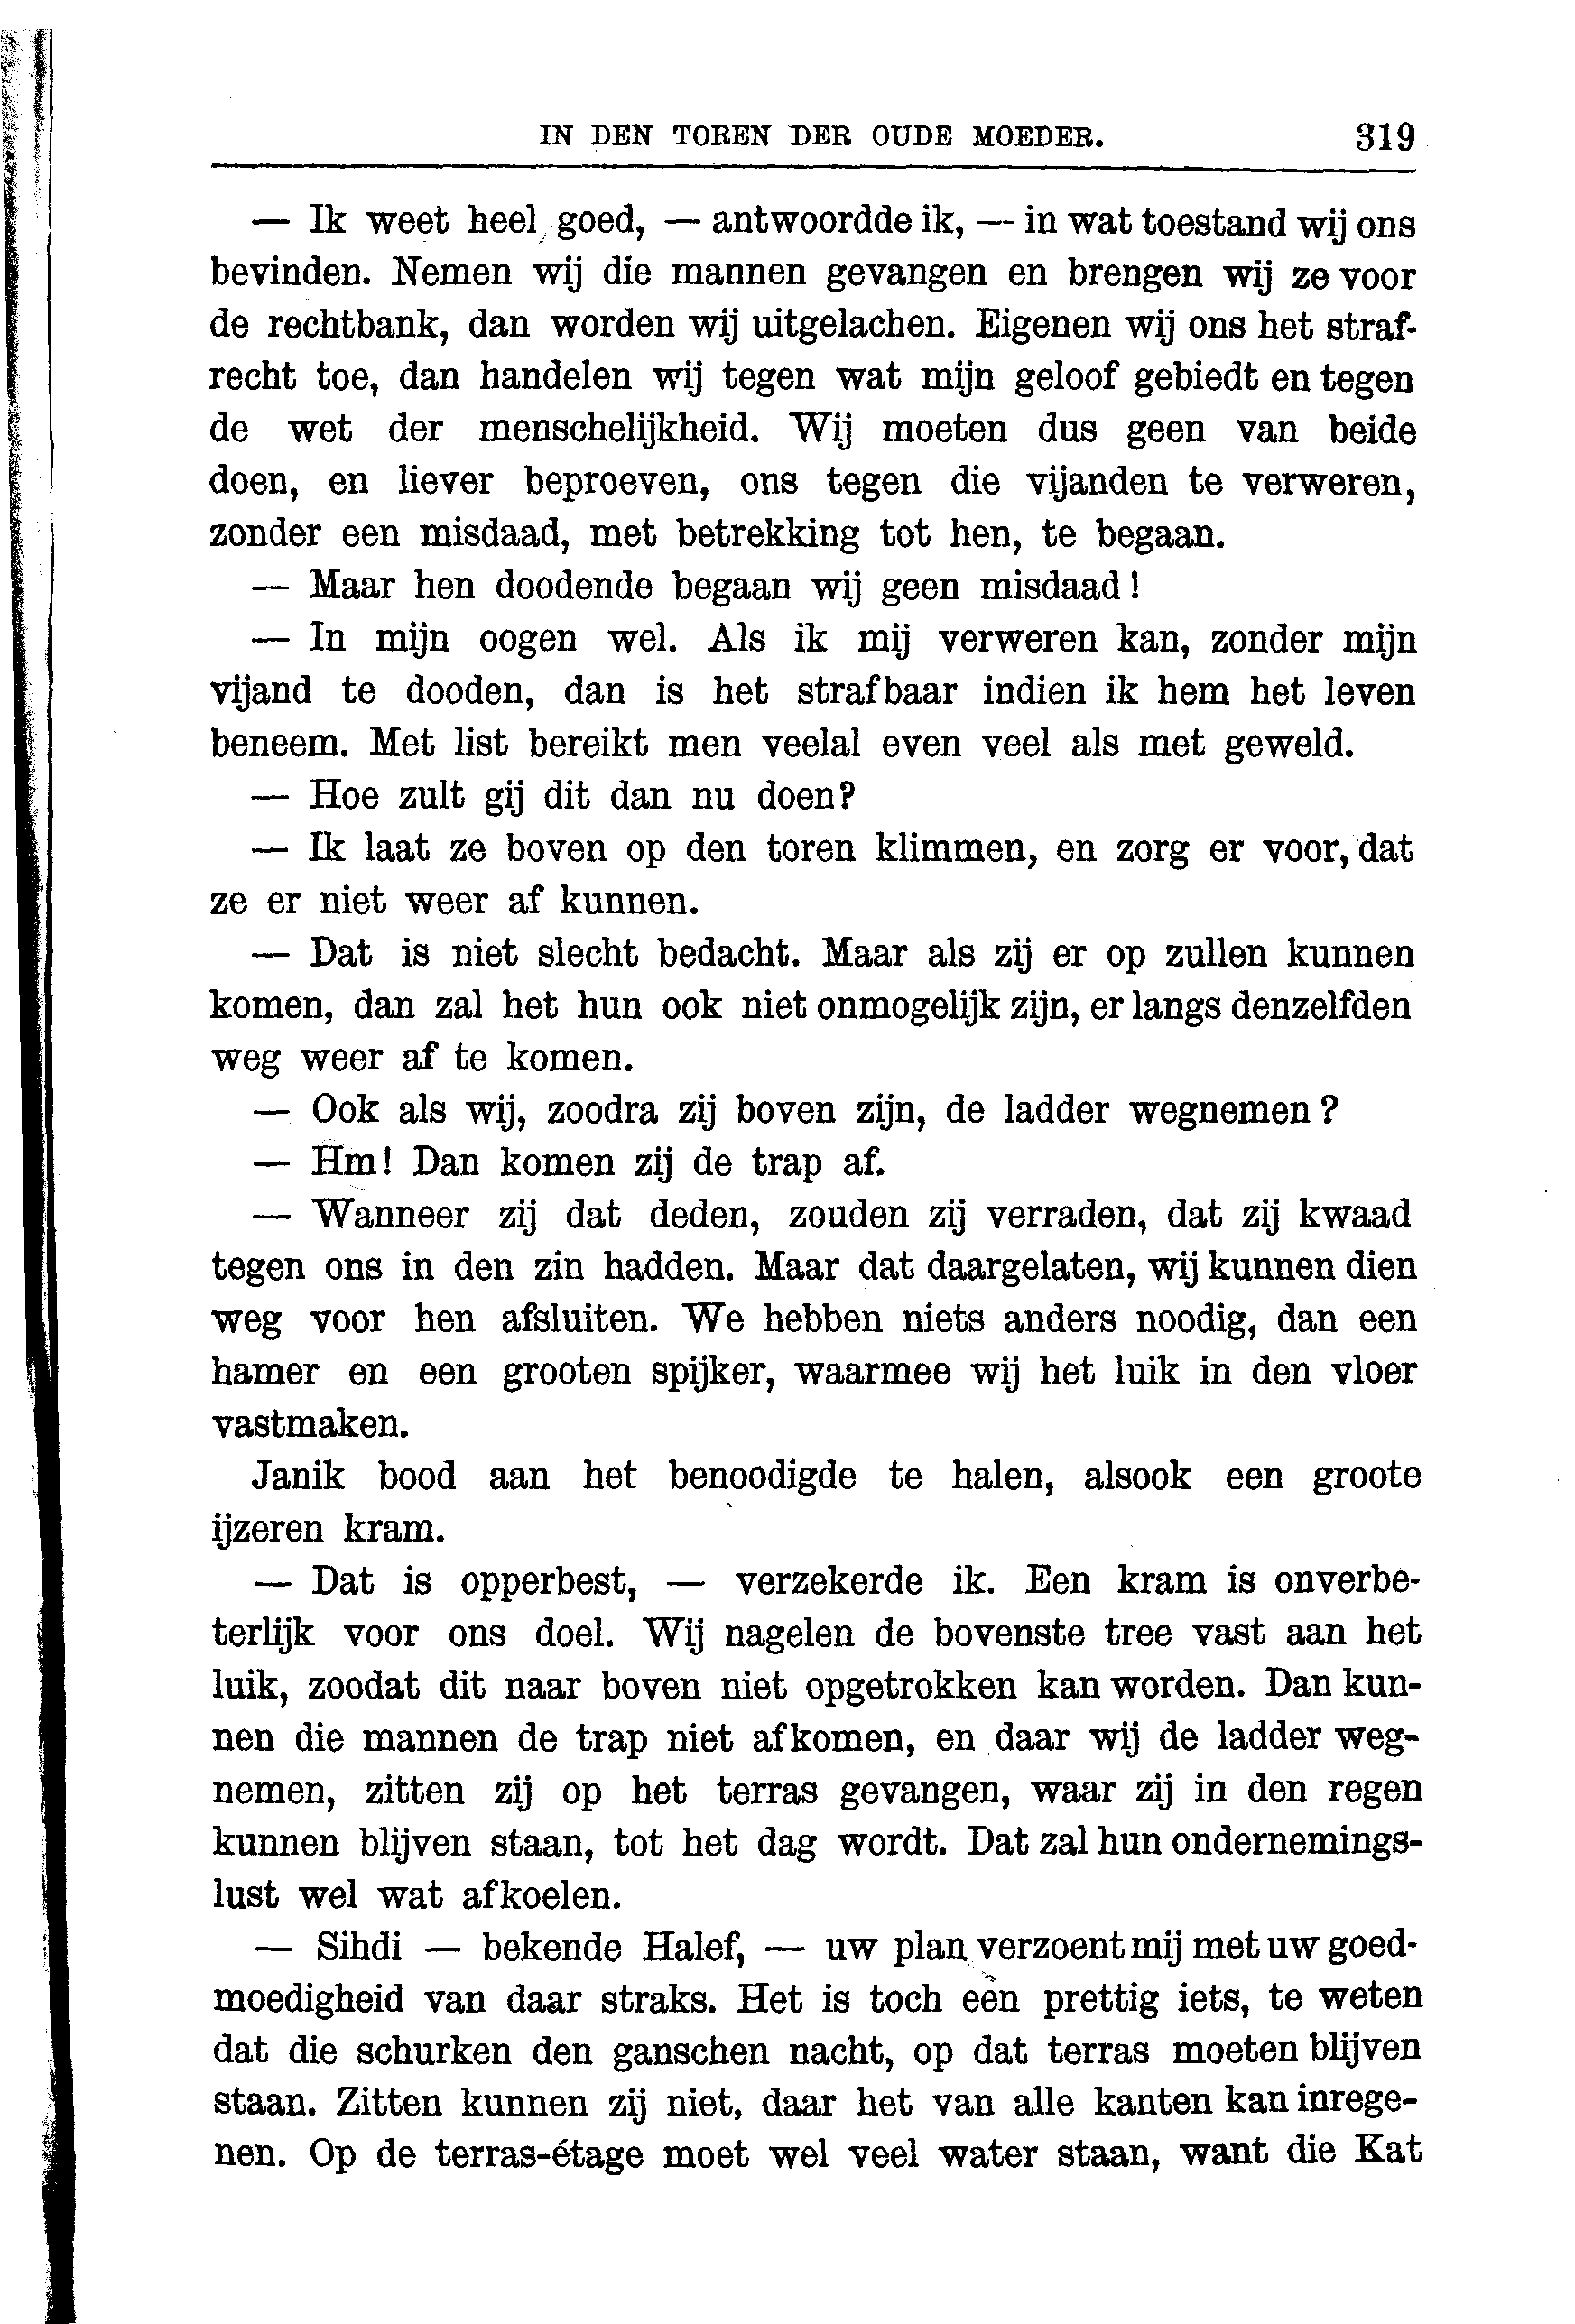 IN DEN TOREN DER OUDE MOEDER. 319
— Ik weet heel goed, — antwoordde ik, — in wat toestand wij ons
bevinden. Nemen wij die mannen gevangen en brengen wij ze voor
de rechtbank, dan worden wij uitgelachen. Eigenen wij ons het straf-
recht toe, dan handelen wij tegen wat mijn geloof gebiedt en tegen
de wet der menschelijkheid. Wij moeten dus geen van beide
doen, en liever beproeven, ons tegen die vijanden te verweren,
zonder een misdaad, met betrekking tot hen, te begaan.
— Maar hen doodende begaan wij geen misdaad!
— In mijn oogen wel. Als ik mij verweren kan, zonder mijn
vijand te dooden, dan is het strafbaar indien ik hem het leven
beneem. Met list bereikt men veelal even veel als met geweld.
— Hoe zult gij dit dan nu doen?
— Ik laat ze boven op den toren klimmen, en zorg er voor, dat
ze er niet weer af kunnen.
— Dat is niet slecht bedacht. Maar als zij er op zullen kunnen
komen, dan zal het hun ook niet onmogelijk zijn, er langs denzelfden
weg weer af te komen.
— Ook als wij, zoodra zij boven zijn, de ladder wegnemen?
— Hm! Dan komen zij de trap af.
— Wanneer zij dat deden, zouden zij verraden, dat zij kwaad
tegen ons in den zin hadden. Maar dat daargelaten, wij kunnen dien
weg voor hen afsluiten. We hebben niets anders noodig, dan een
hamer en een grooten spijker, waarmee wij het luik in den vloer
vastmaken.
Janik bood aan het benoodigde te halen, alsook een groote
ijzeren kram.
— Dat is opperbest, — verzekerde ik. Een kram is onverbe-
terlijk voor ons doel. Wij nagelen de bovenste tree vast aan het
luik, zoodat dit naar boven niet opgetrokken kan worden. Dan kun-
nen die mannen de trap niet afkomen, en daar wij de ladder weg-
nemen, zitten zij op het terras gevangen, waar zij in den regen
kunnen blijven staan, tot het dag wordt. Dat zal hun ondernemings-
lust wel wat afkoelen.
— Sihdi — bekende Halef, — uw plan verzoent mij met uw goed-
moedigheid van daar straks. Het is toch een prettig iets, te weten
dat die schurken den ganschen nacht, op dat terras moeten blijven
staan. Zitten kunnen zij niet, daar het van alle kanten kan inrege-
nen. Op de terras-étage moet wel veel water staan, want die Kat